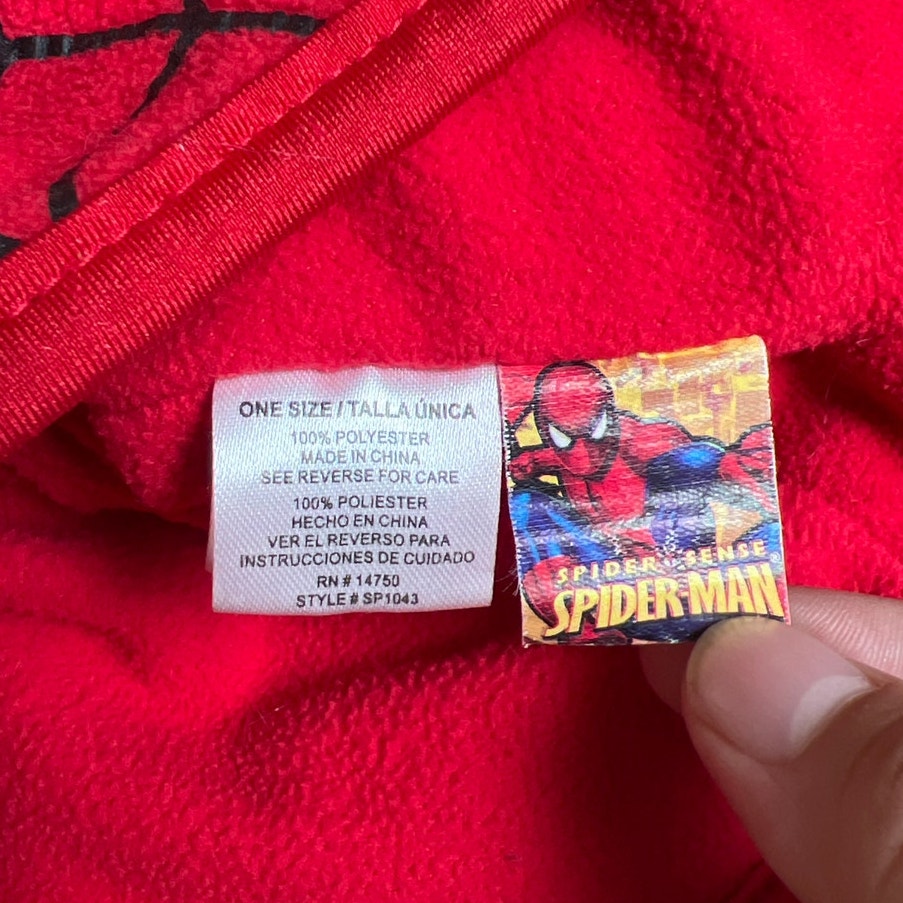 ONE SIZE / TALLA ÚNICA
100% POLYESTER
MADE IN CHINA
SEE REVERSE FOR CARE
100% POLIESTER
HECHO EN CHINA
VER EL REVERSO PARA
INSTRUCCIONES DE CUIDADO
RN # 14750
STYLE # SP1043
SPIDER SENSE
SPIDER-MAN®